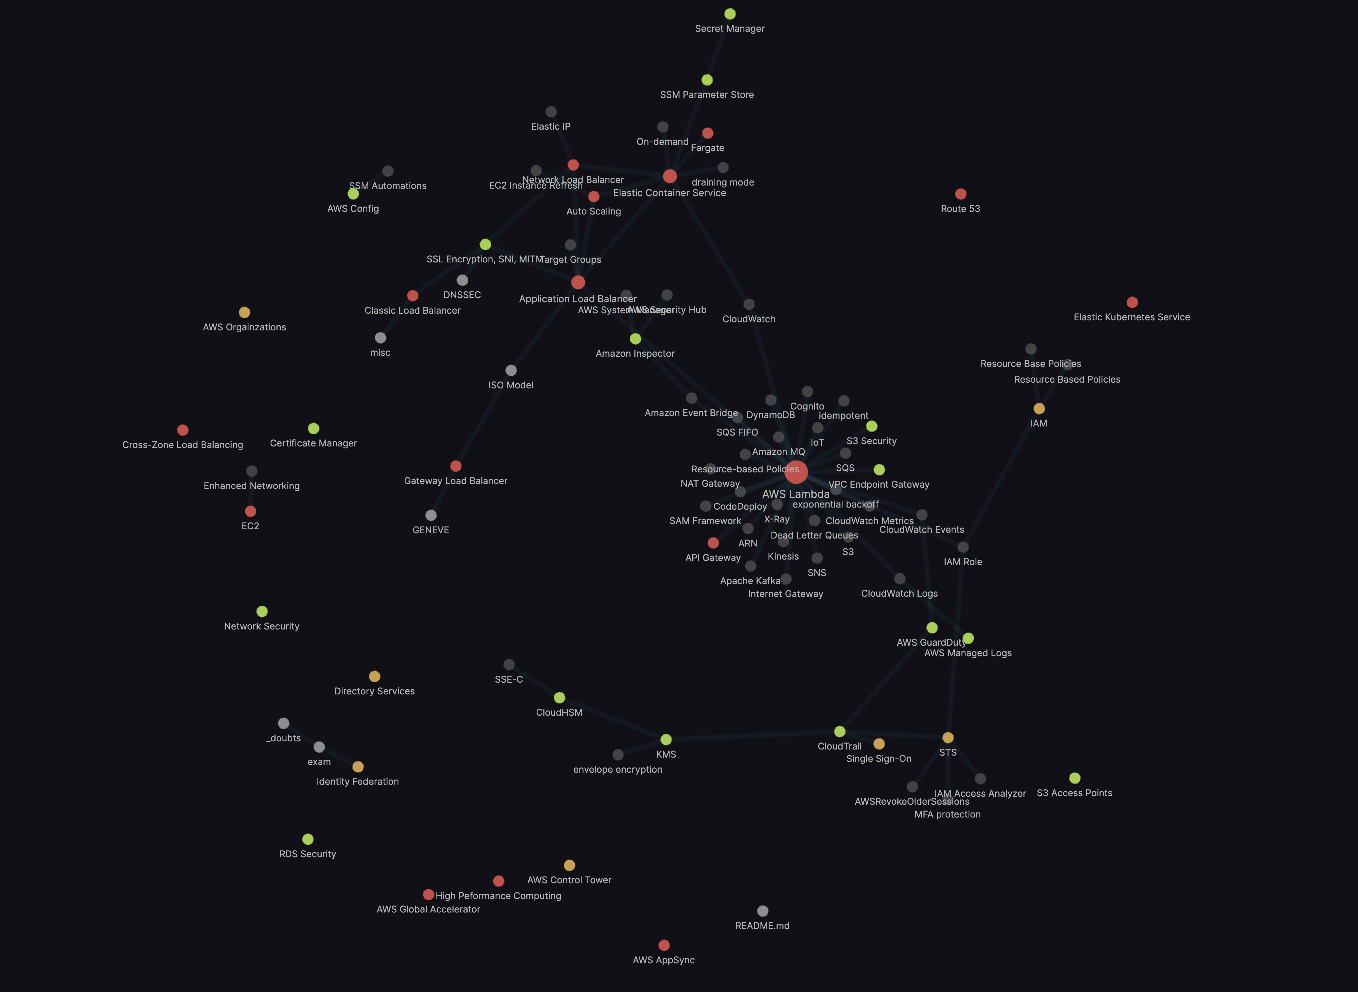 Secret Manager
SSM Parameter Store
Elastic IP
On-demand
Fargate
Network Load Balancer
SSM Automations
EC2 Instance Refresh
draining mode
Elastic Container Service
AWS Config
Auto Scaling
Route 53
SSL Encryption, SNI, MITM
Target Groups
DNSSEC
Application Load Balancer
Classic Load Balancer
AWS System Manager
AWS Security Hub
CloudWatch
Elastic Kubernetes Service
AWS Orgainzations
misc
Amazon Inspector
Resource Base Policies
Resource Based Policies
ISO Model
Cognito
Amazon Event Bridge
DynamoDB
idempotent
IAM
SQS FIFO
IoT
S3 Security
Cross-Zone Load Balancing
Certificate Manager
Amazon MQ
Resource-based Policies
SQS
Enhanced Networking
Gateway Load Balancer
NAT Gateway
VPC Endpoint Gateway
AWS Lambda
CodeDeploy
exponential backoff
EC2
GENEVE
SAM Framework
X-Ray
CloudWatch Metrics
CloudWatch Events
ARN
Dead Letter Queues
API Gateway
Kinesis
S3
IAM Role
Apache Kafka
SNS
Internet Gateway
CloudWatch Logs
Network Security
AWS GuardDuty
AWS Managed Logs
SSE-C
Directory Services
CloudHSM
_doubts
CloudTrail
STS
KMS
Single Sign-On
exam
envelope encryption
Identity Federation
IAM Access Analyzer
S3 Access Points
AWSRevokeOlderSessions
MFA protection
RDS Security
AWS Control Tower
High Peformance Computing
AWS Global Accelerator
README.md
AWS AppSync